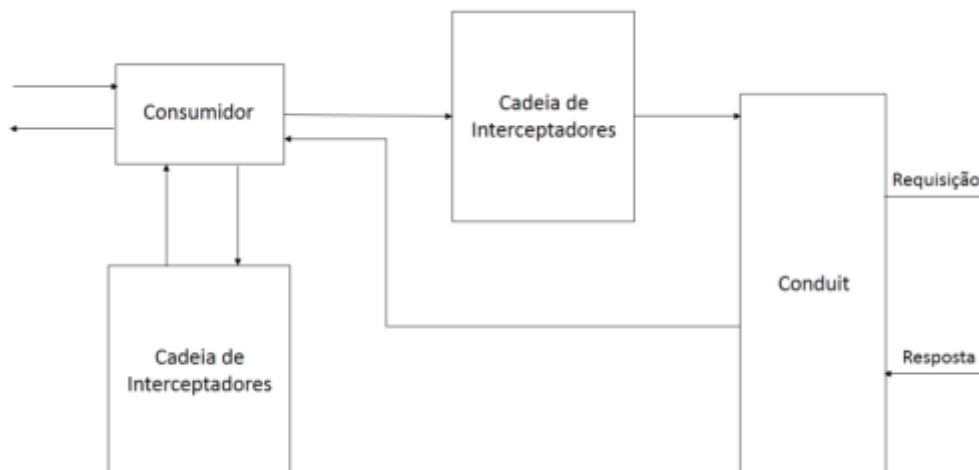 Consumidor
Cadeia de
Interceptadores
Requisição
Conduit
Cadeia de
Interceptadores
Resposta